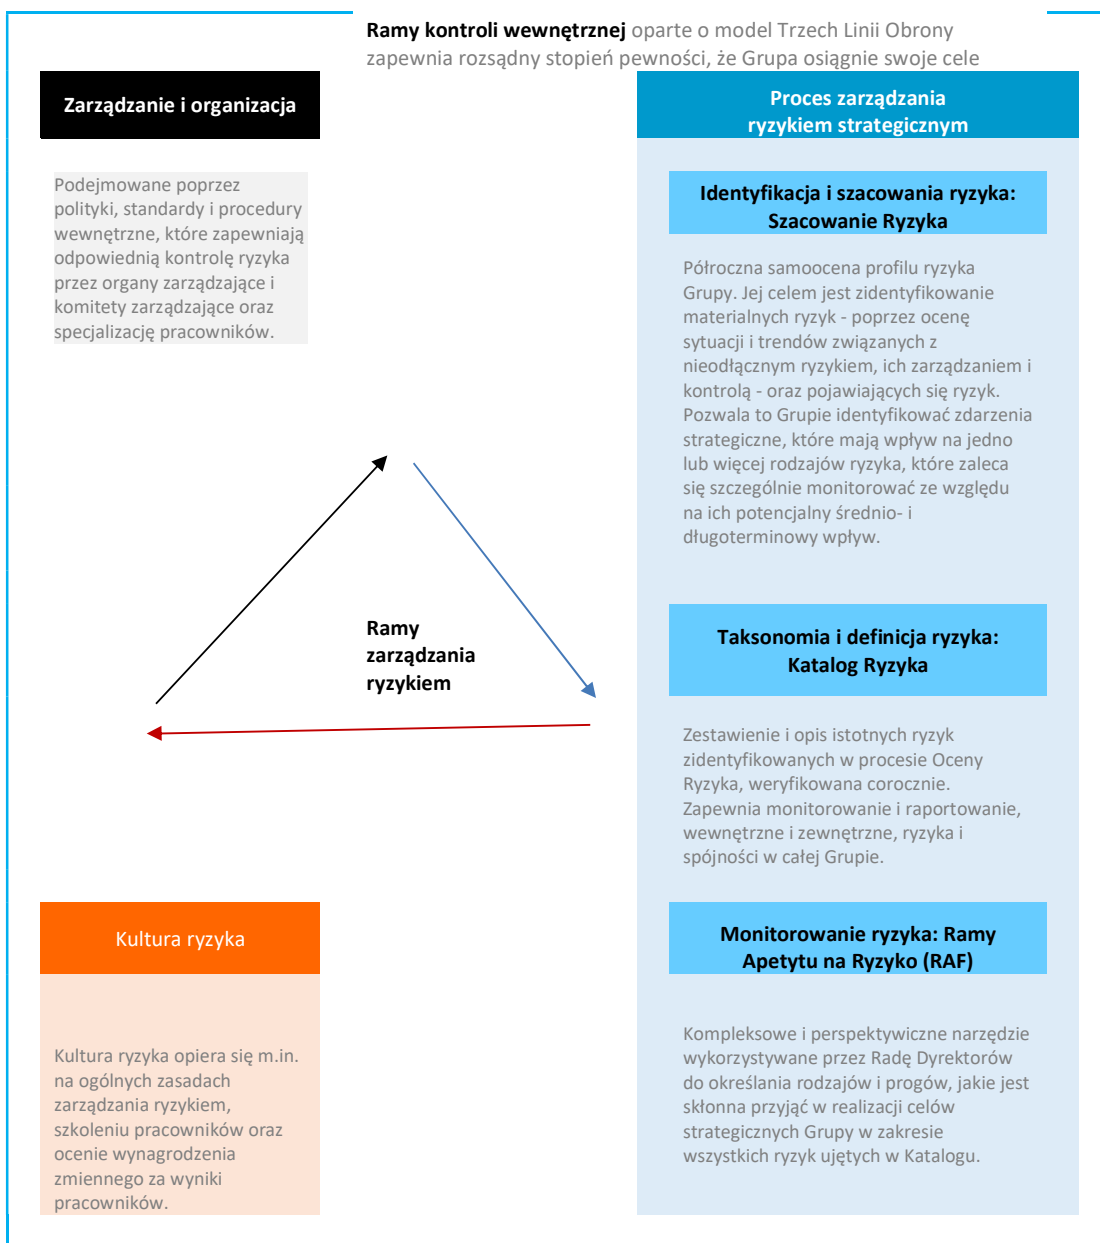 Ramy kontroli wewnętrznej oparte o model Trzech Linii Obrony
zapewnia rozsądny stopień pewności, że Grupa osiągnie swoje cele
Zarządzanie i organizacja
Podejmowane poprzez
polityki, standardy i procedury
wewnętrzne, które zapewniają
odpowiednią kontrolę ryzyka
przez organy zarządzające i
komitety zarządzające oraz
specjalizację pracowników.
Proces zarządzania
ryzykiem strategicznym
Identyfikacja i szacowania ryzyka:
Szacowanie Ryzyka
Półroczna samoocena profilu ryzyka
Grupy. Jej celem jest zidentyfikowanie
materialnych ryzyk - poprzez ocenę
sytuacji i trendów związanych z
nieodłącznym ryzykiem, ich zarządzaniem i
kontrolą - oraz pojawiających się ryzyk.
Pozwala to Grupie identyfikować zdarzenia
strategiczne, które mają wpływ na jedno
lub więcej rodzajów ryzyka, które zaleca
się szczególnie monitorować ze względu
na ich potencjalny średnio- i
długoterminowy wpływ.
Ramy
zarządzania
ryzykiem
Taksonomia i definicja ryzyka:
Katalog Ryzyka
Zestawienie i opis istotnych ryzyk
zidentyfikowanych w procesie Oceny
Ryzyka, weryfikowana corocznie.
Zapewnia monitorowanie i raportowanie,
wewnętrzne i zewnętrzne, ryzyka i
spójności w całej Grupie.
Kultura ryzyka
Kultura ryzyka opiera się m.in.
na ogólnych zasadach
zarządzania ryzykiem,
szkoleniu pracowników oraz
ocenie wynagrodzenia
zmiennego za wyniki
pracowników.
Monitorowanie ryzyka: Ramy
Apetytu na Ryzyko (RAF)
Kompleksowe i perspektywiczne narzędzie
wykorzystywane przez Radę Dyrektorów
do określania rodzajów i progów, jakie jest
skłonna przyjąć w realizacji celów
strategicznych Grupy w zakresie
wszystkich ryzyk ujętych w Katalogu.